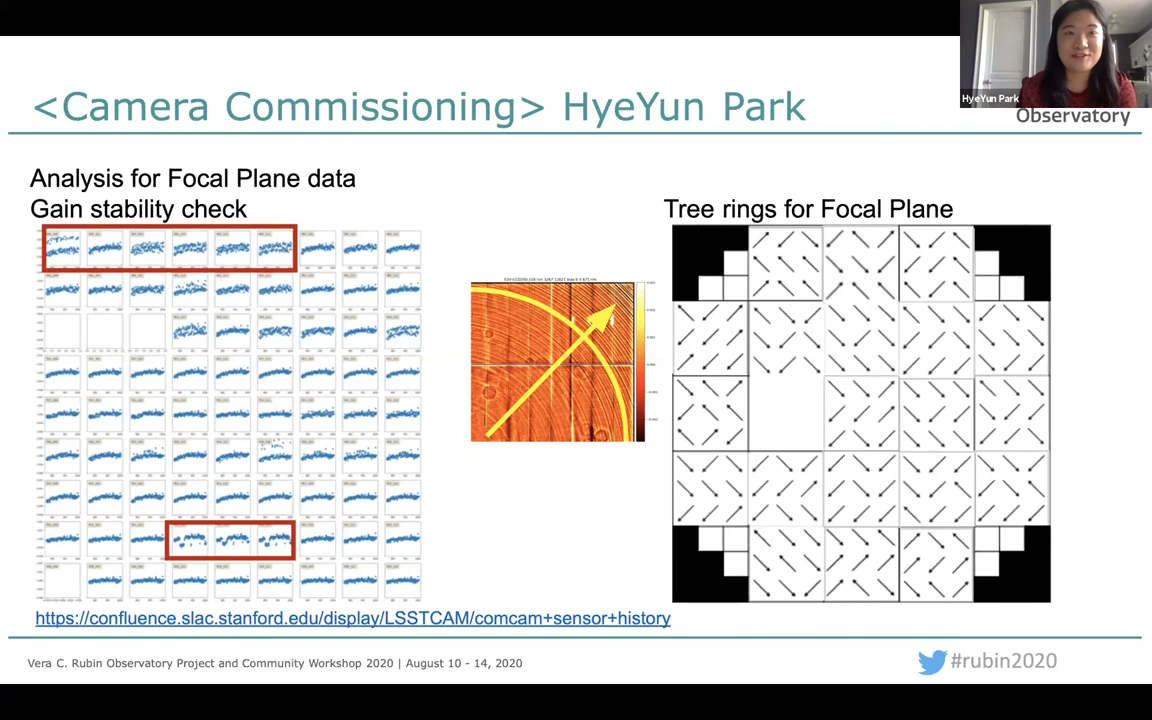 <Camera Commissioning> HyeYun Park
HyeYun Park
Observatory
Analysis for Focal Plane data
Gain stability check
Tree rings for Focal Plane
https://confluence.slac.stanford.edu/display/LSSTCAM/comcam+sensor+history
Vera C. Rubin Observatory Project and Community Workshop 2020 | August 10 - 14, 2020
#rubin2020